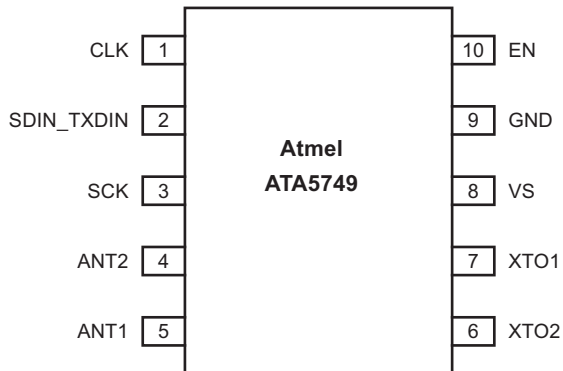 CLK 1 10 EN
SDIN_TXDIN 2 9 GND
Atmel
ATA5749
SCK 3 8 VS
ANT2 4 7 XTO1
ANT1 5 6 XTO2